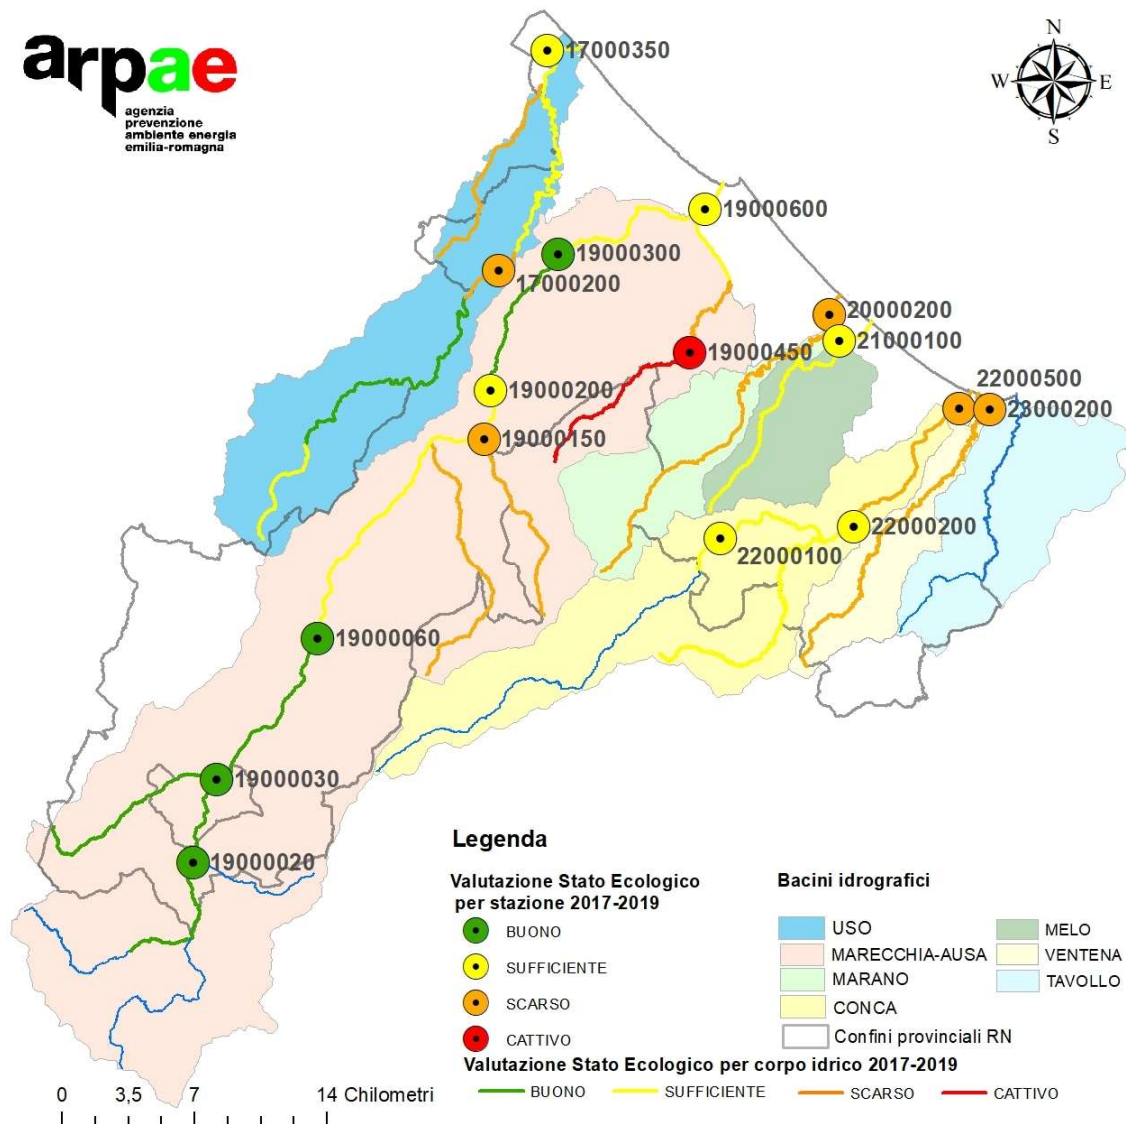 arpae
agenzia
prevenzione
ambiente energia
emilia-romagna
N
W
E
S
17000350
19000600
19000300
17000200
20000200
21000100
19000450
22000500
23000200
19000200
19000150
22000200
22000100
19000060
19000030
19000020
Legenda
Valutazione Stato Ecologico
per stazione 2017-2019
BUONO
SUFFICIENTE
SCARSO
CATTIVO
Bacini idrografici
USO
MARECCHIA-AUSA
MARANO
CONCA
Confini provinciali RN
MELO
VENTENA
TAVOLLO
Valutazione Stato Ecologico per corpo idrico 2017-2019
BUONO
SUFFICIENTE
SCARSO
CATTIVO
0 3,5 7 14 Chilometri